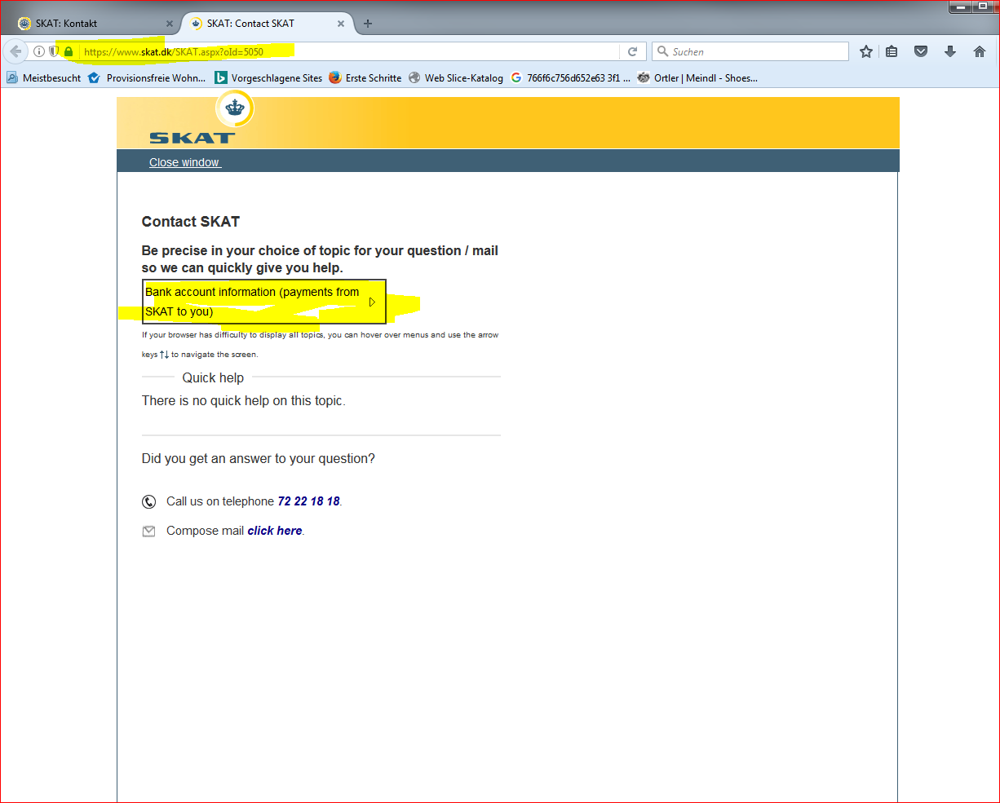 SKAT: Kontakt
SKAT: Contact SKAT
https://www.skat.dk/SKAT.aspx?oId=5050
Suchen
Meistbesucht
Provisionsfreie Wohn...
Vorgeschlagene Sites
Erste Schritte
Web Slice-Katalog
766f6c756d652e63 3f1 ...
Ortler | Meindl - Shoes...
SKAT
Close window
Contact SKAT
Be precise in your choice of topic for your question / mail
so we can quickly give you help.
Bank account information (payments from
SKAT to you)
If your browser has difficulty to display all topics, you can hover over menus and use the arrow
keys ↑↓ to navigate the screen.
Quick help
There is no quick help on this topic.
Did you get an answer to your question?
Call us on telephone 72 22 18 18.
Compose mail click here.